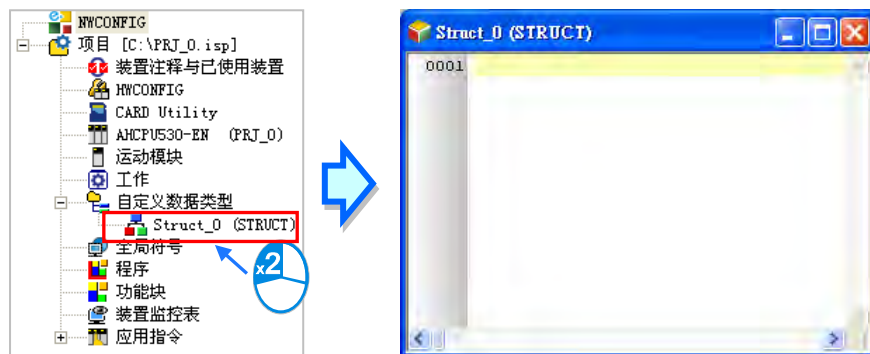 NWCONFIG
项目 [C:\PRJ_0.isp]
装置注释与已使用装置
HWCONFIG
CARD Utility
AHCPU530-EN (PRJ_0)
运动模块
工作
自定义数据类型
Struct_0 (STRUCT)
全局符号
程序
功能块
装置监控表
应用指令
x2
Struct_0 (STRUCT)
0001